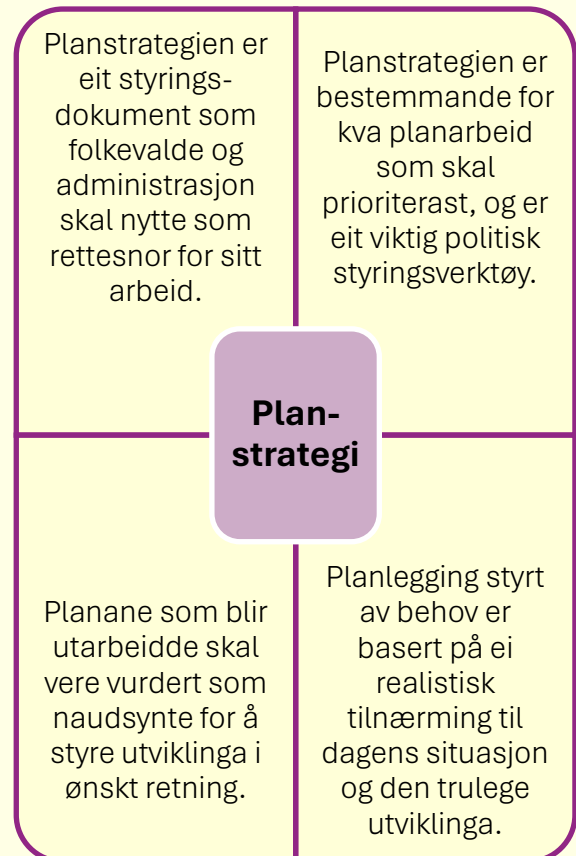 Planstrategien er
eit styrings-
dokument som
folkevalde og
administrasjon
skal nytte som
rettesnor for sitt
arbeid.
Planstrategien er
bestemmande for
kva planarbeid
som skal
prioriterast, og er
eit viktig politisk
styringsverktøy.
Plan-
strategi
Planane som blir
utarbeidde skal
vere vurdert som
naudsynte for å
styre utviklinga i
ønskt retning.
Planlegging styrt
av behov er
basert på ei
realistisk
tilnærming til
dagens situasjon
og den trulege
utviklinga.